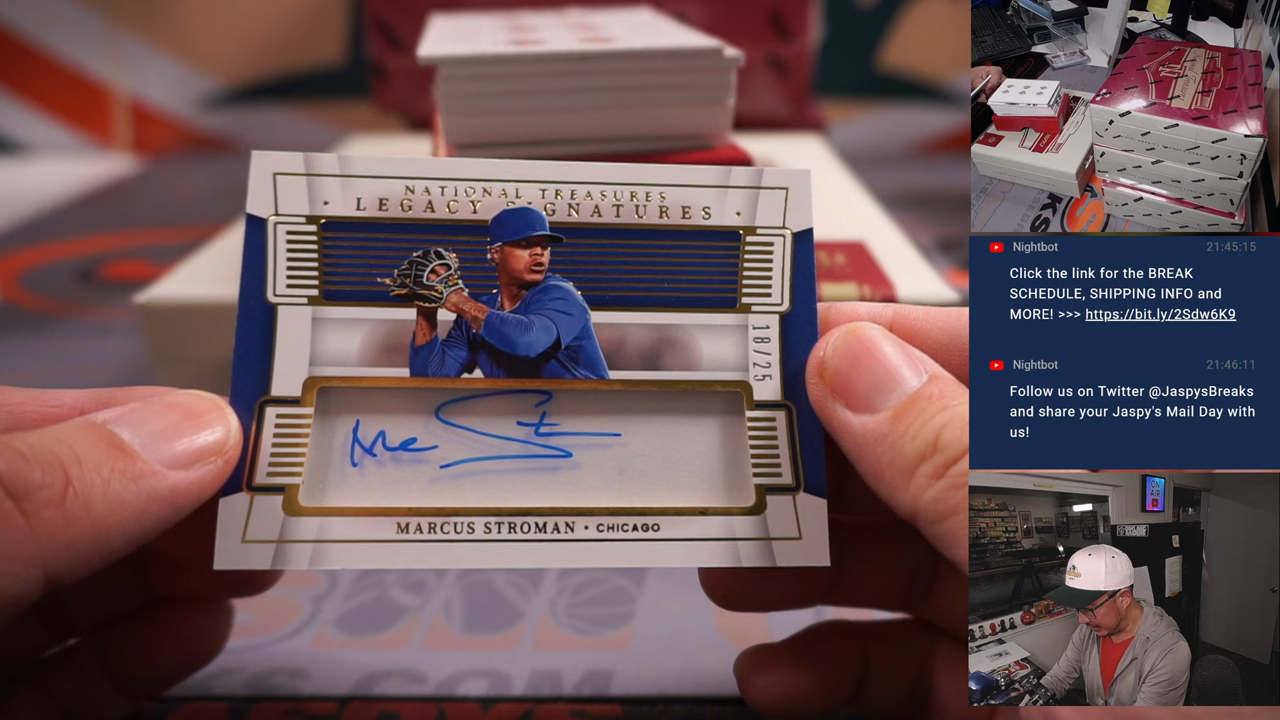 NATIONAL TREASURES
LEGACY SIGNATURES
18/25
MARCUS STROMAN • CHICAGO
Nightbot 21:45:15
Click the link for the BREAK
SCHEDULE, SHIPPING INFO and
MORE! >>> https://bit.ly/2Sdw6K9
Nightbot 21:46:11
Follow us on Twitter @JaspysBreaks
and share your Jaspy's Mail Day with
us!
ON
AIR